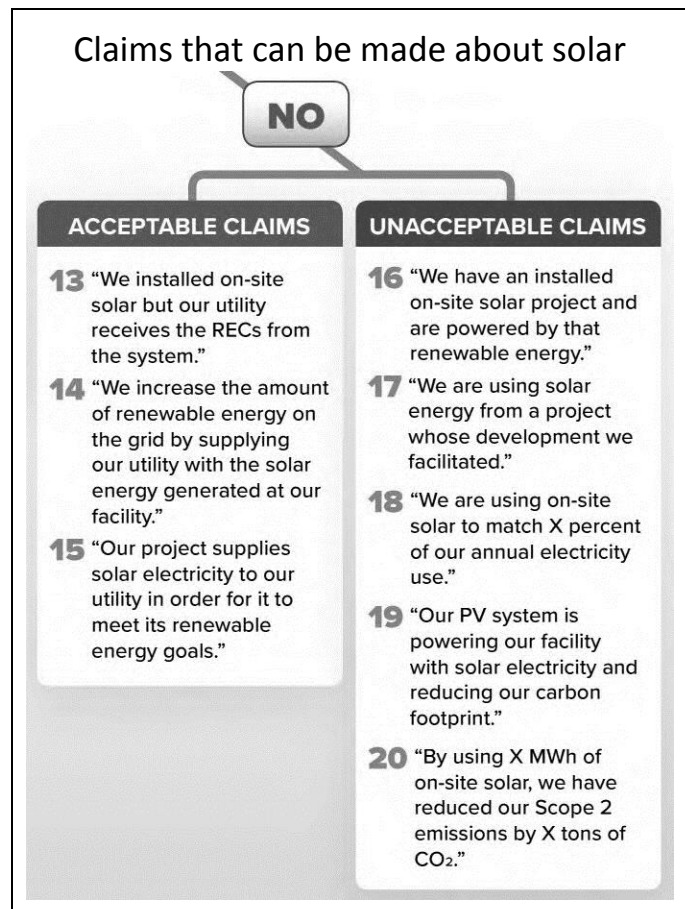 Claims that can be made about solar
NO
ACCEPTABLE CLAIMS
13 “We installed on-site
solar but our utility
receives the RECs from
the system.”
14 “We increase the amount
of renewable energy on
the grid by supplying
our utility with the solar
energy generated at our
facility.”
15 “Our project supplies
solar electricity to our
utility in order for it to
meet its renewable
energy goals.”
UNACCEPTABLE CLAIMS
16 “We have an installed
on-site solar project and
are powered by that
renewable energy.”
17 “We are using solar
energy from a project
whose development we
facilitated.”
18 “We are using on-site
solar to match X percent
of our annual electricity
use.”
19 “Our PV system is
powering our facility
with solar electricity and
reducing our carbon
footprint.”
20 “By using X MWh of
on-site solar, we have
reduced our Scope 2
emissions by X tons of
CO₂.”